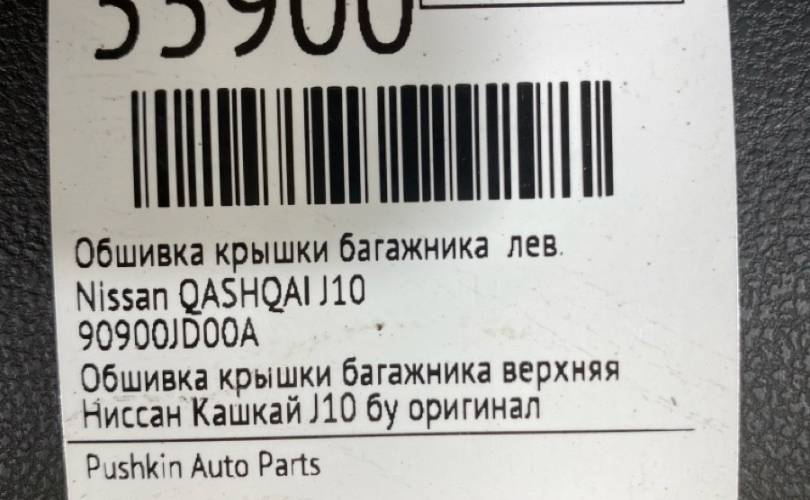 Обшивка крышки багажника лев.
Nissan QASHQAI J10
90900JD00A
Обшивка крышки багажника верхняя
Ниссан Кашкай J10 бу оригинал
Pushkin Auto Parts